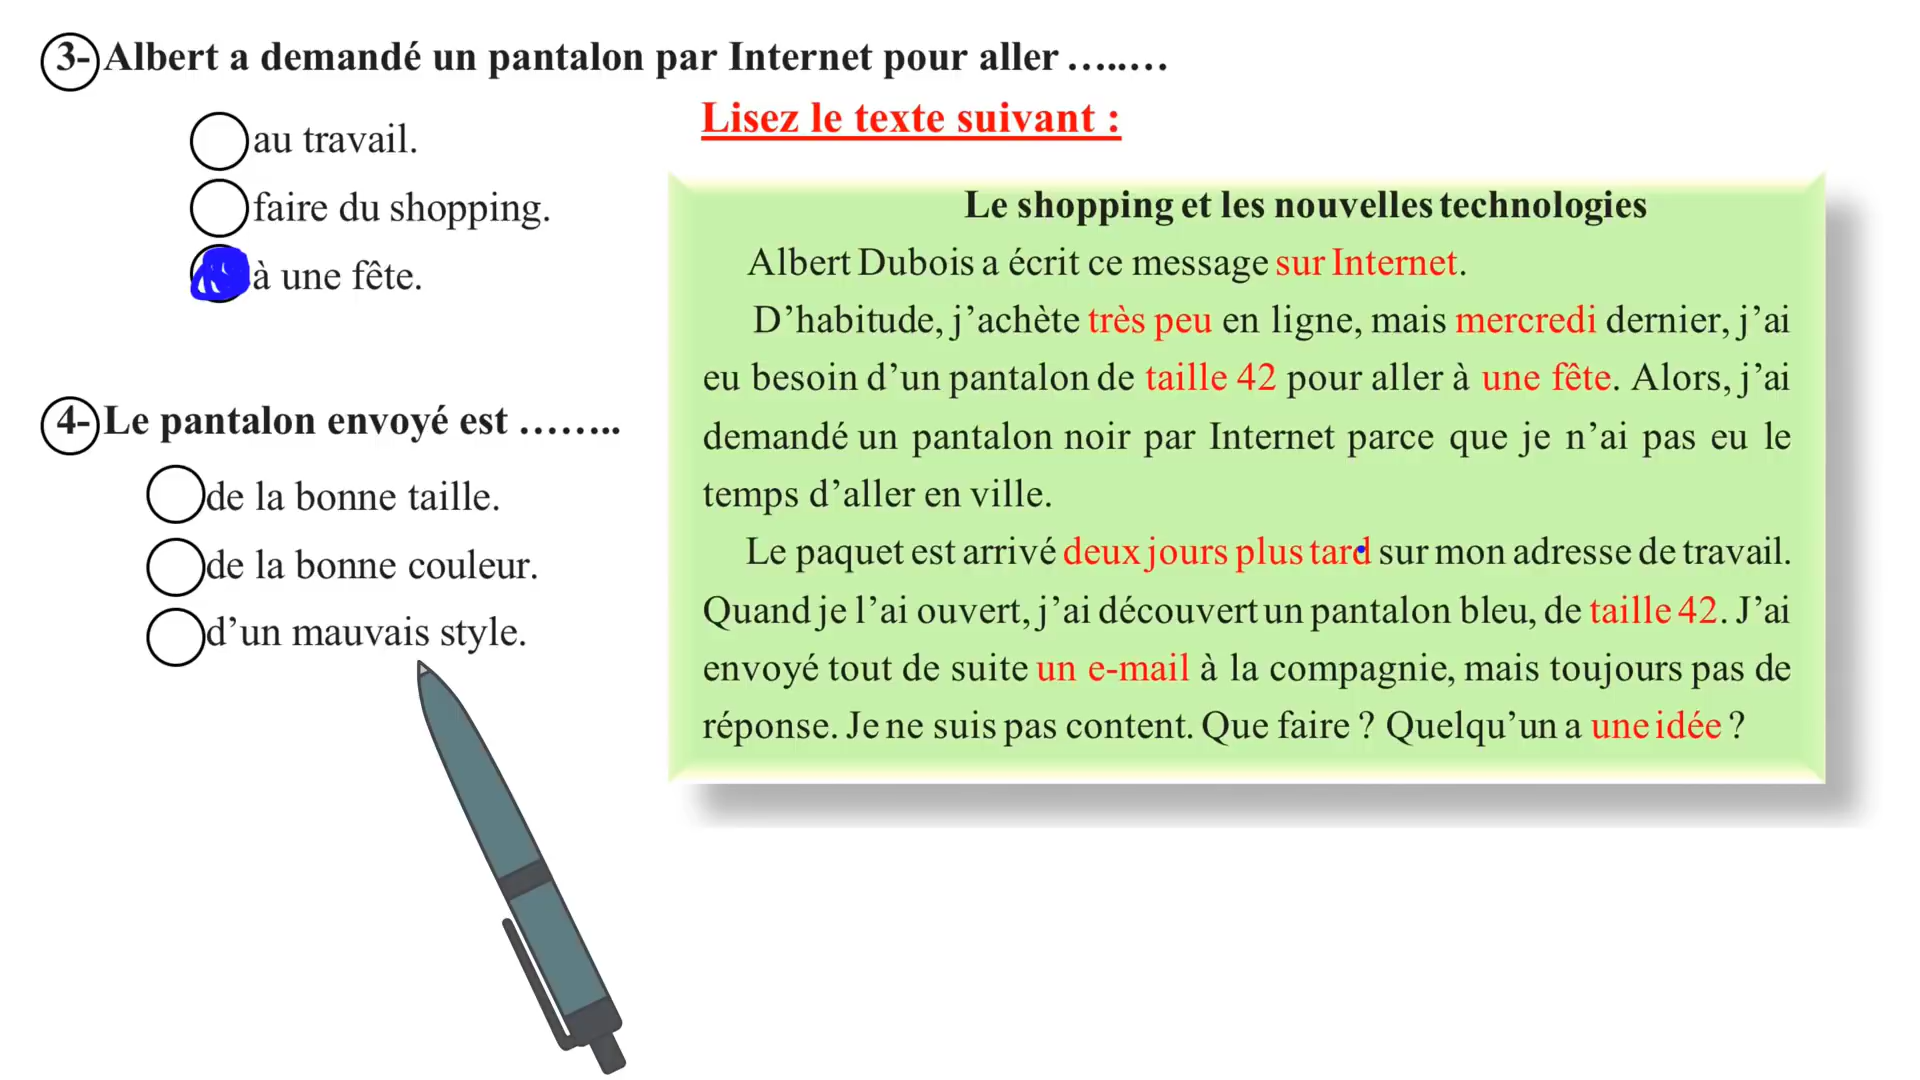 3- Albert a demandé un pantalon par Internet pour aller ……..
au travail.
faire du shopping.
à une fête.
4- Le pantalon envoyé est ……..
de la bonne taille.
de la bonne couleur.
d’un mauvais style.
Lisez le texte suivant :
Le shopping et les nouvelles technologies
Albert Dubois a écrit ce message sur Internet.
D’habitude, j’achète très peu en ligne, mais mercredi dernier, j’ai
eu besoin d’un pantalon de taille 42 pour aller à une fête. Alors, j’ai
demandé un pantalon noir par Internet parce que je n’ai pas eu le
temps d’aller en ville.
Le paquet est arrivé deux jours plus tard sur mon adresse de travail.
Quand je l’ai ouvert, j’ai découvert un pantalon bleu, de taille 42. J’ai
envoyé tout de suite un e-mail à la compagnie, mais toujours pas de
réponse. Je ne suis pas content. Que faire ? Quelqu’un a une idée ?